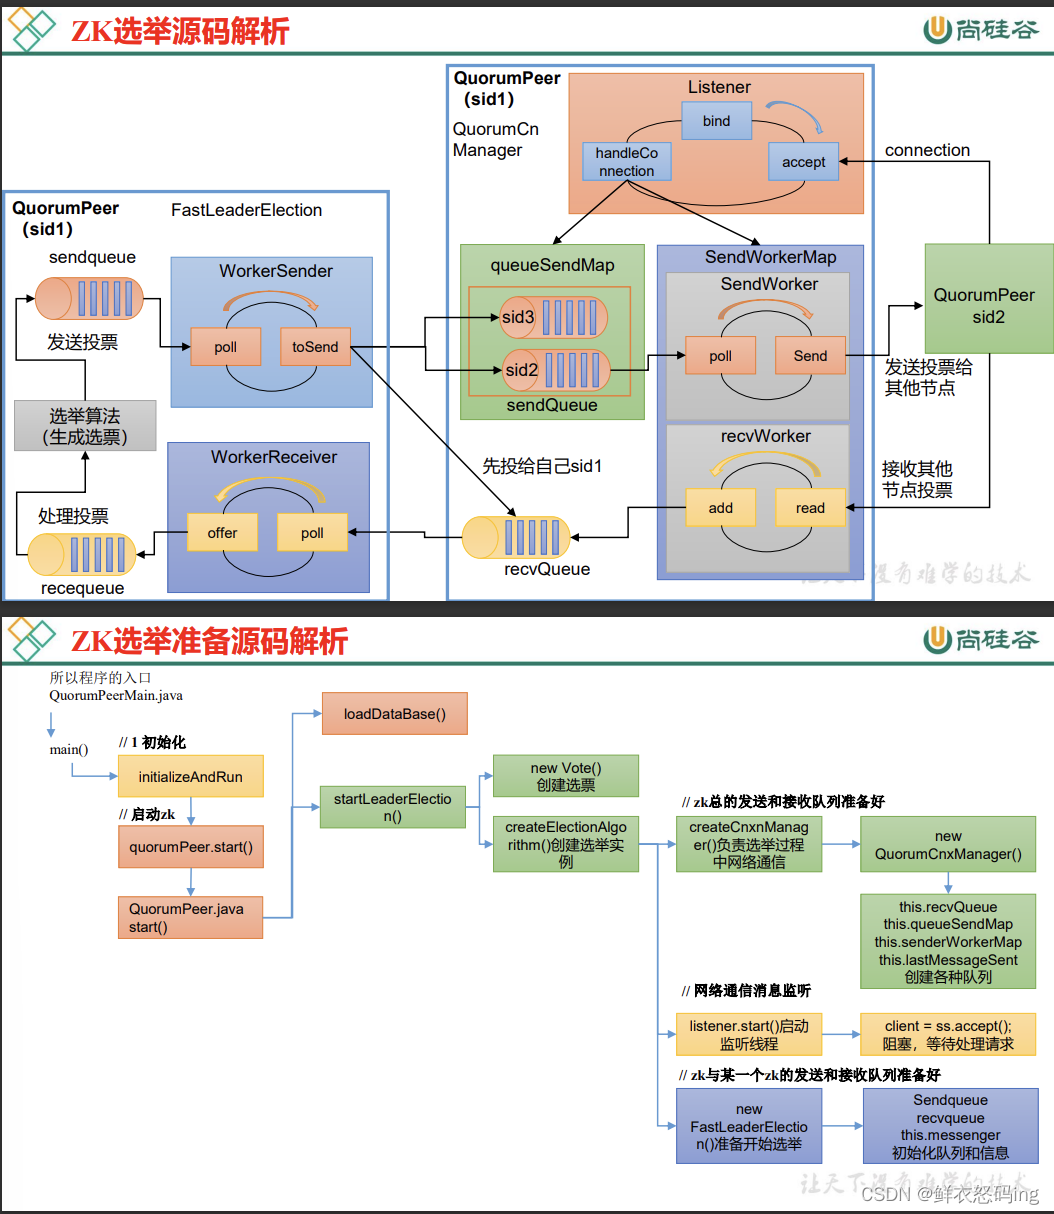 ZK选举源码解析
尚硅谷
QuorumPeer
（sid1）
QuorumCn
Manager
Listener
bind
handleCo
nnection
accept
connection
QuorumPeer
（sid1）
FastLeaderElection
sendqueue
发送投票
WorkerSender
poll
toSend
选举算法
（生成选票）
WorkerReceiver
offer
poll
处理投票
recequeue
queueSendMap
sid3
sid2
sendQueue
先投给自己sid1
recvQueue
SendWorkerMap
SendWorker
poll
Send
recvWorker
add
read
QuorumPeer
sid2
发送投票给
其他节点
接收其他
节点投票
让天下没有难学的技术
ZK选举准备源码解析
尚硅谷
所以程序的入口
QuorumPeerMain.java
main()
// 1 初始化
initializeAndRun
// 启动zk
quorumPeer.start()
QuorumPeer.java
start()
loadDataBase()
startLeaderElectio
n()
new Vote()
创建选票
createElectionAlgo
rithm()创建选举实
例
// zk总的发送和接收队列准备好
createCnxnManag
er()负责选举过程
中网络通信
new
QuorumCnxManager()
this.recvQueue
this.queueSendMap
this.senderWorkerMap
this.lastMessageSent
创建各种队列
// 网络通信消息监听
listener.start()启动
监听线程
client = ss.accept();
阻塞，等待处理请求
// zk与某一个zk的发送和接收队列准备好
new
FastLeaderElectio
n()准备开始选举
Sendqueue
recvqueue
this.messenger
初始化队列和信息
让天下没有难学的技术
CSDN @鲜衣怒码ing